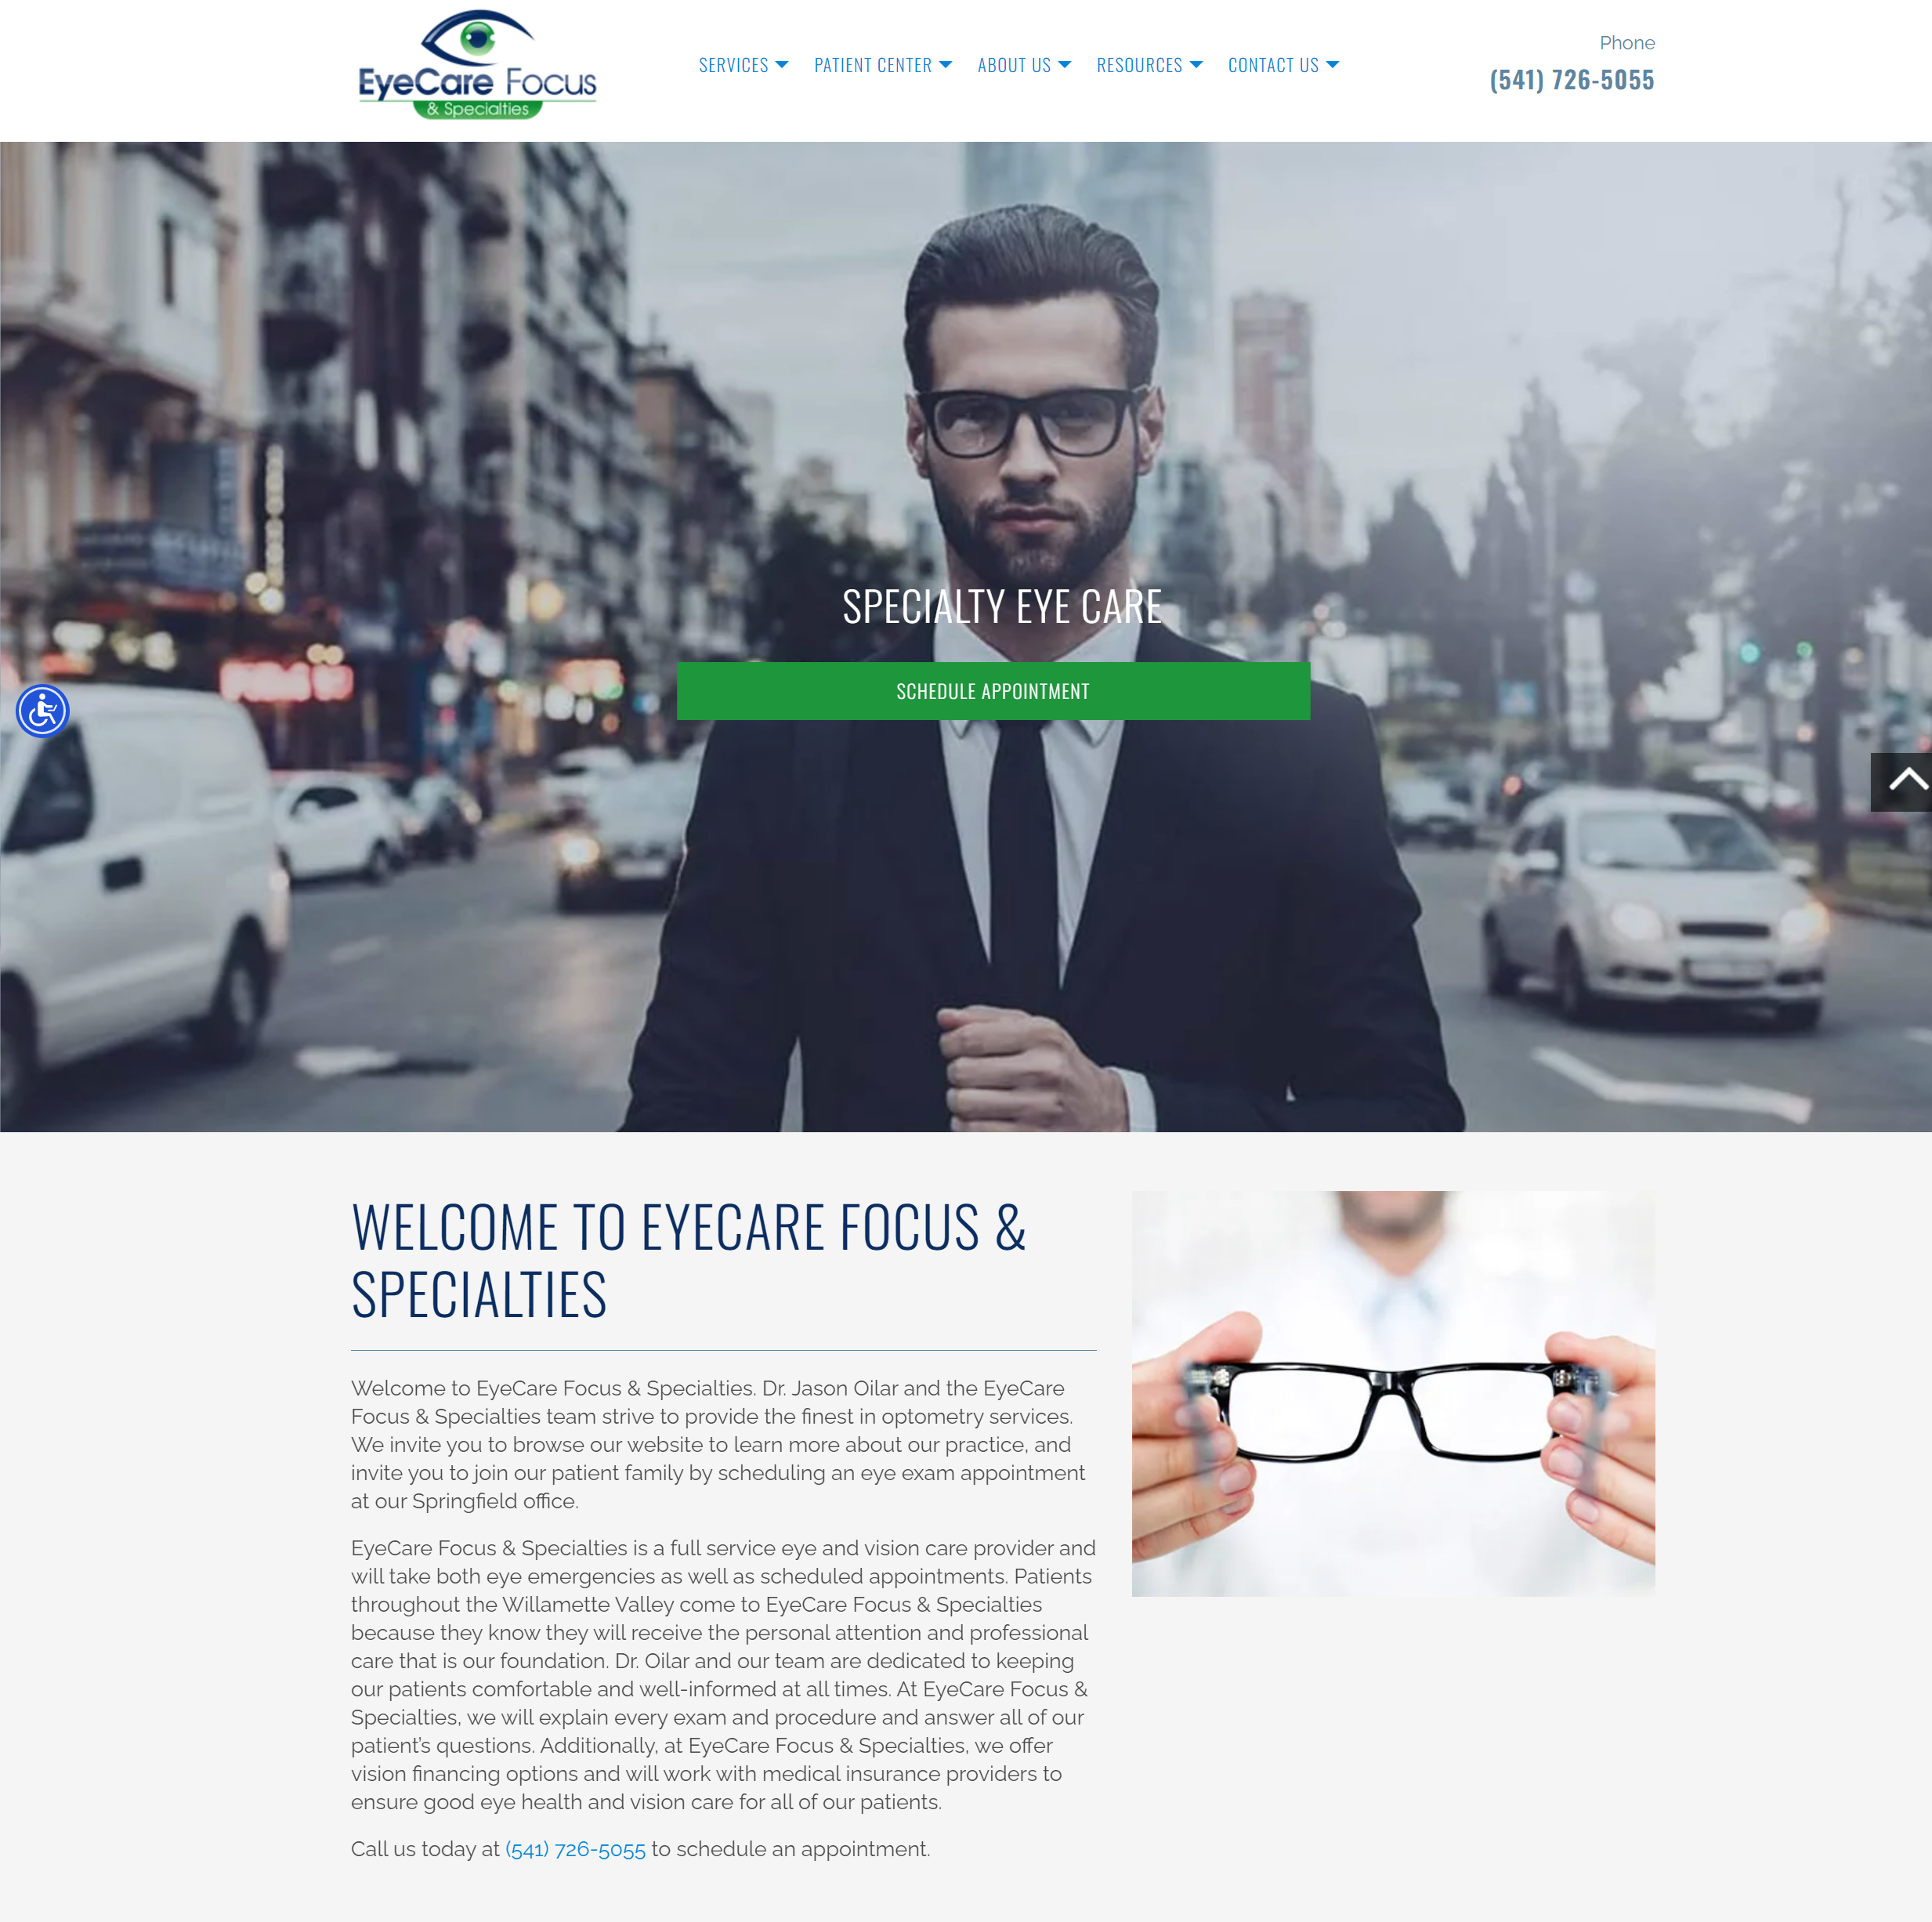 EyeCare Focus
& Specialties
SERVICES
PATIENT CENTER
ABOUT US
RESOURCES
CONTACT US
Phone
(541) 726-5055
SPECIALTY EYE CARE
SCHEDULE APPOINTMENT
WELCOME TO EYECARE FOCUS &
SPECIALTIES
Welcome to EyeCare Focus & Specialties. Dr. Jason Oilar and the EyeCare
Focus & Specialties team strive to provide the finest in optometry services.
We invite you to browse our website to learn more about our practice, and
invite you to join our patient family by scheduling an eye exam appointment
at our Springfield office.
EyeCare Focus & Specialties is a full service eye and vision care provider and
will take both eye emergencies as well as scheduled appointments. Patients
throughout the Willamette Valley come to EyeCare Focus & Specialties
because they know they will receive the personal attention and professional
care that is our foundation. Dr. Oilar and our team are dedicated to keeping
our patients comfortable and well-informed at all times. At EyeCare Focus &
Specialties, we will explain every exam and procedure and answer all of our
patient's questions. Additionally, at EyeCare Focus & Specialties, we offer
vision financing options and will work with medical insurance providers to
ensure good eye health and vision care for all of our patients.
Call us today at (541) 726-5055 to schedule an appointment.